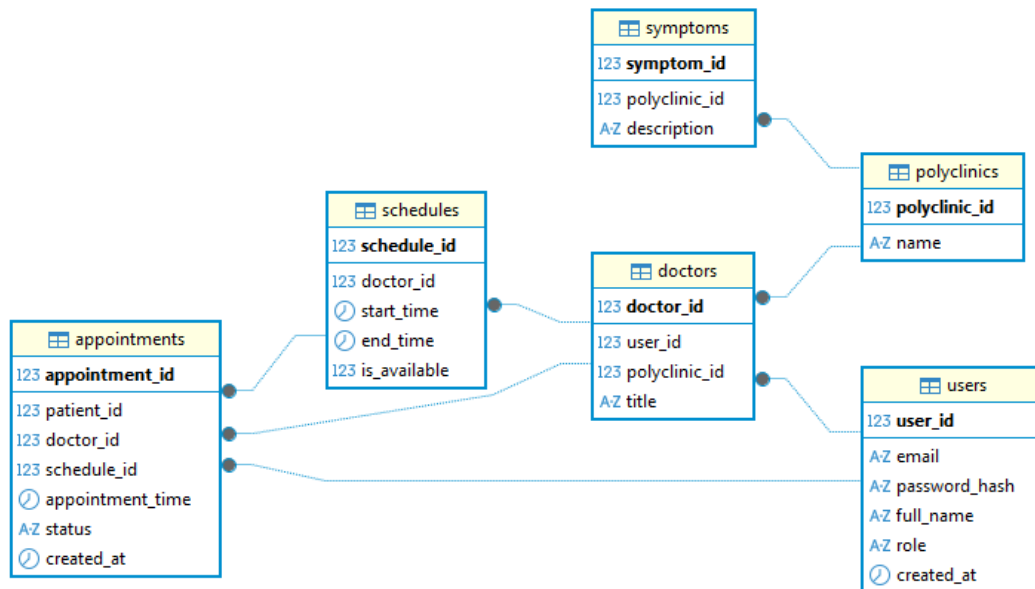 symptoms
123 symptom_id
123 polyclinic_id
A-Z description
polyclinics
123 polyclinic_id
A-Z name
schedules
123 schedule_id
123 doctor_id
start_time
end_time
123 is_available
doctors
123 doctor_id
123 user_id
123 polyclinic_id
A-Z title
appointments
123 appointment_id
123 patient_id
123 doctor_id
123 schedule_id
appointment_time
A-Z status
created_at
users
123 user_id
A-Z email
A-Z password_hash
A-Z full_name
A-Z role
created_at